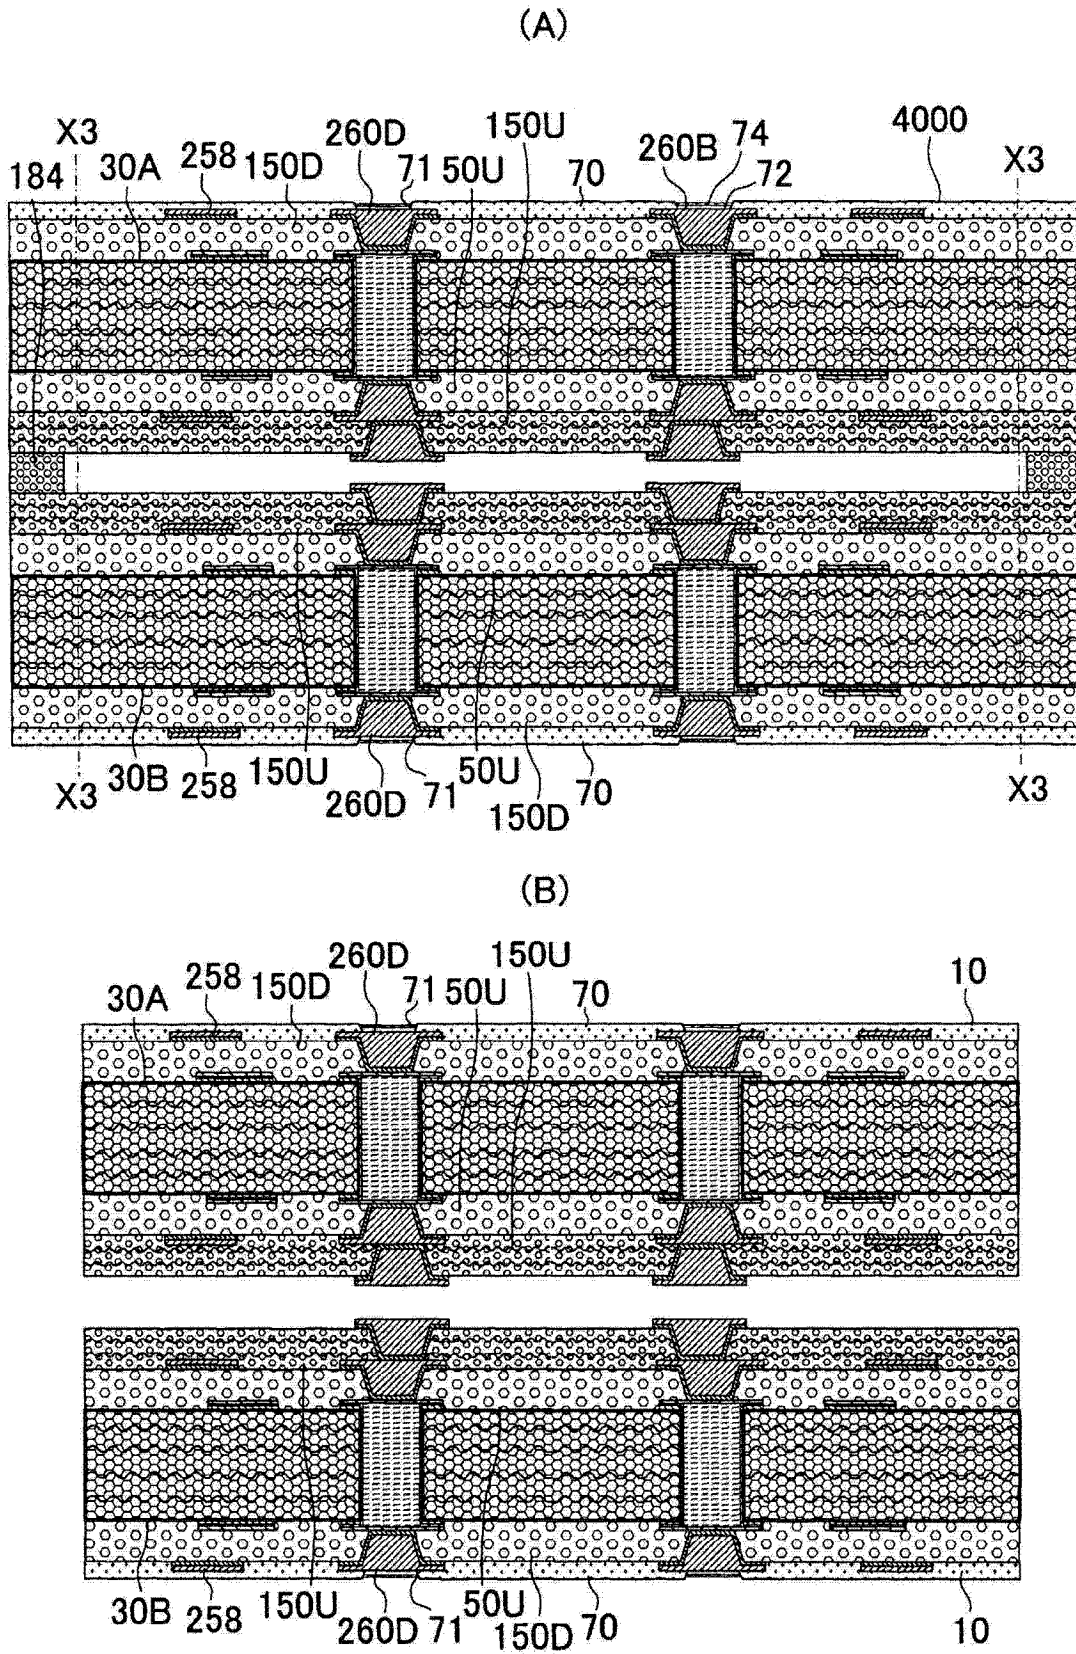 (A)
X3 260D 150U 74 4000 X3
184 30A 258 150D 71 50U 70 260B 72
X3 30B 258 150U 260D 71 50U 150D 70 X3
(B)
30A 258 150D 260D 71 50U 150U 70 10
30B 258 150U 260D 71 50U 150D 70 10